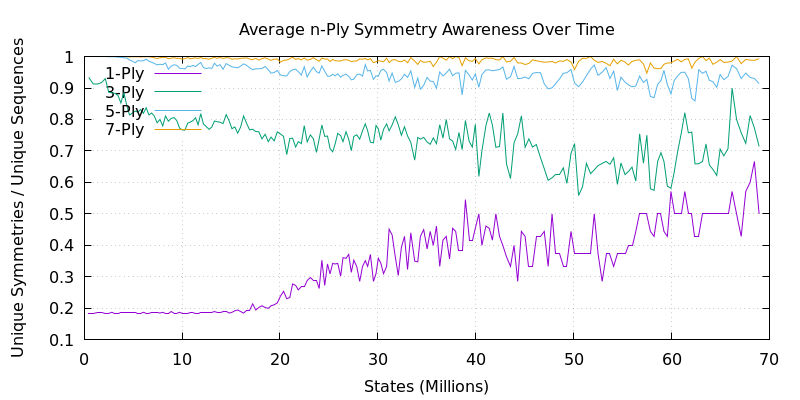 Average n-Ply Symmetry Awareness Over Time
Unique Symmetries / Unique Sequences
1
0.9
0.8
0.7
0.6
0.5
0.4
0.3
0.2
0.1
1-Ply
3-Ply
5-Ply
7-Ply
0 10 20 30 40 50 60 70
States (Millions)